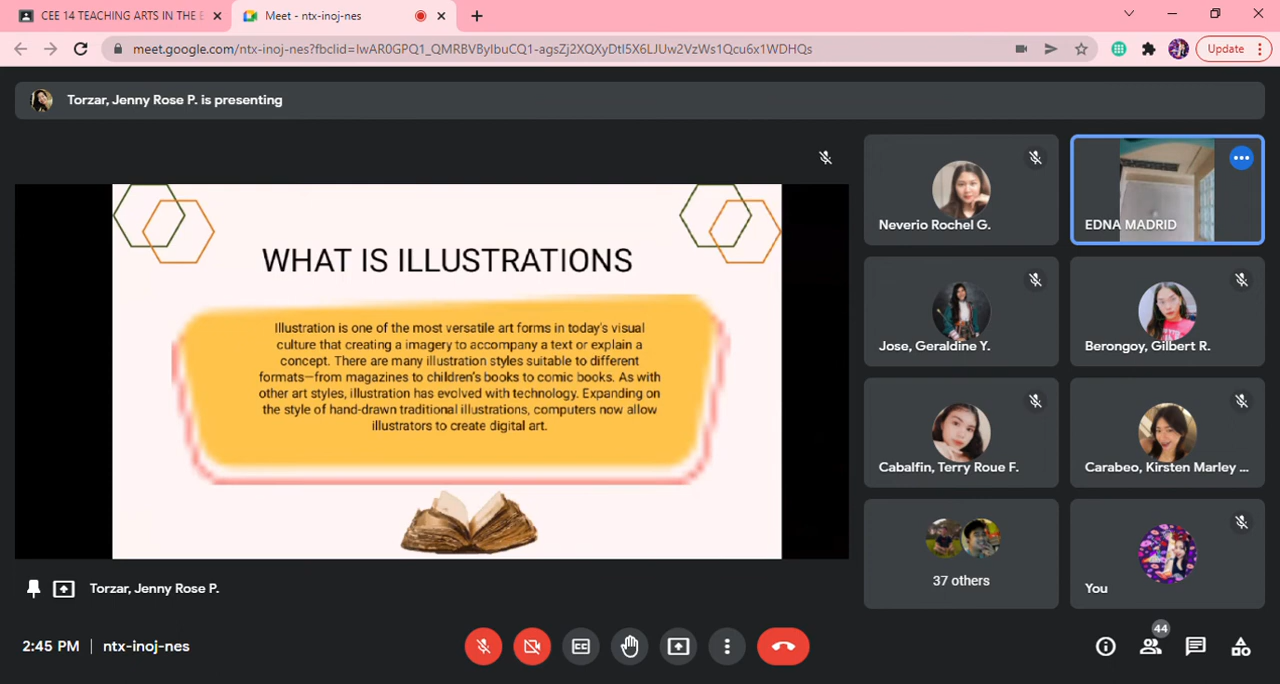 CEE 14 TEACHING ARTS IN THE E
Meet - ntx-inoj-nes
meet.google.com/ntx-inoj-nes?fbclid=IwAR0GPQ1_QMRBVByIbuCQ1-agsZj2XQXyDtI5X6LJUw2VzWs1Qcu6x1WDHQs
Update
Torzar, Jenny Rose P. is presenting
WHAT IS ILLUSTRATIONS
Illustration is one of the most versatile art forms in today's visual
culture that creating a imagery to accompany a text or explain a
concept. There are many illustration styles suitable to different
formats—from magazines to children's books to comic books. As with
other art styles, illustration has evolved with technology. Expanding on
the style of hand-drawn traditional illustrations, computers now allow
illustrators to create digital art.
Neverio Rochel G.
EDNA MADRID
Jose, Geraldine Y.
Berongoy, Gilbert R.
Cabalfin, Terry Roue F.
Carabeo, Kirsten Marley ...
37 others
You
Torzar, Jenny Rose P.
2:45 PM | ntx-inoj-nes
CC
44